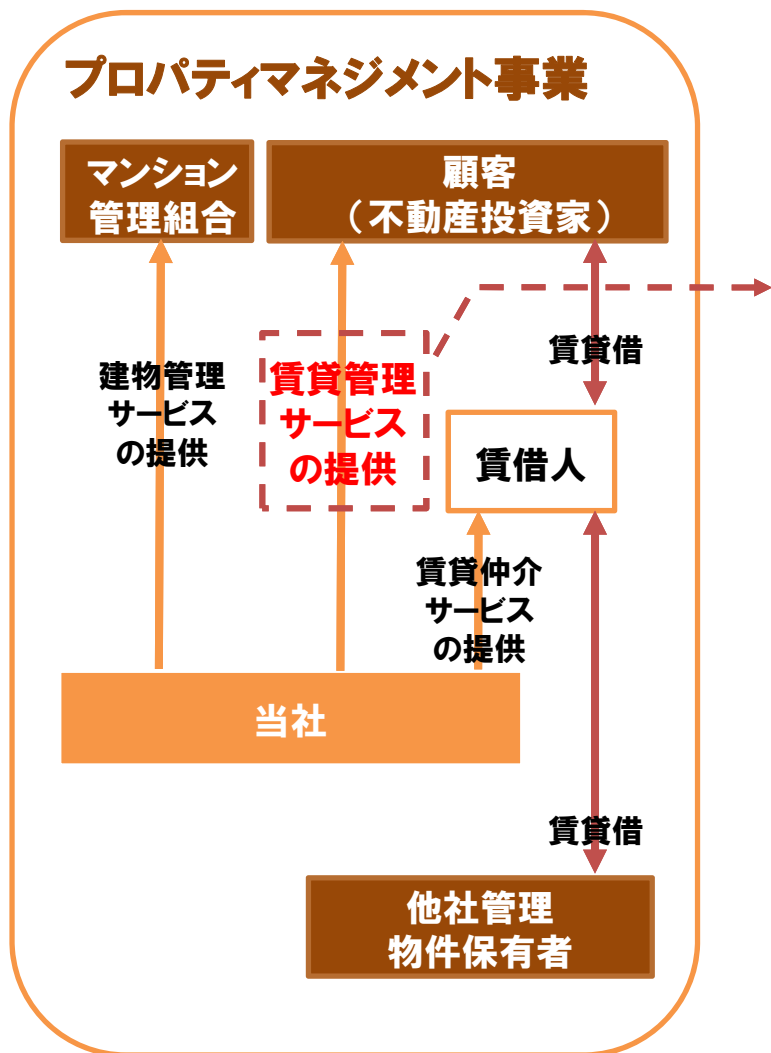 プロパティマネジメント事業
マンション
管理組合
顧客
（不動産投資家）
建物管理
サービス
の提供
賃貸管理
サービス
の提供
賃貸借
賃借人
賃貸仲介
サービス
の提供
当社
賃貸借
他社管理
物件保有者